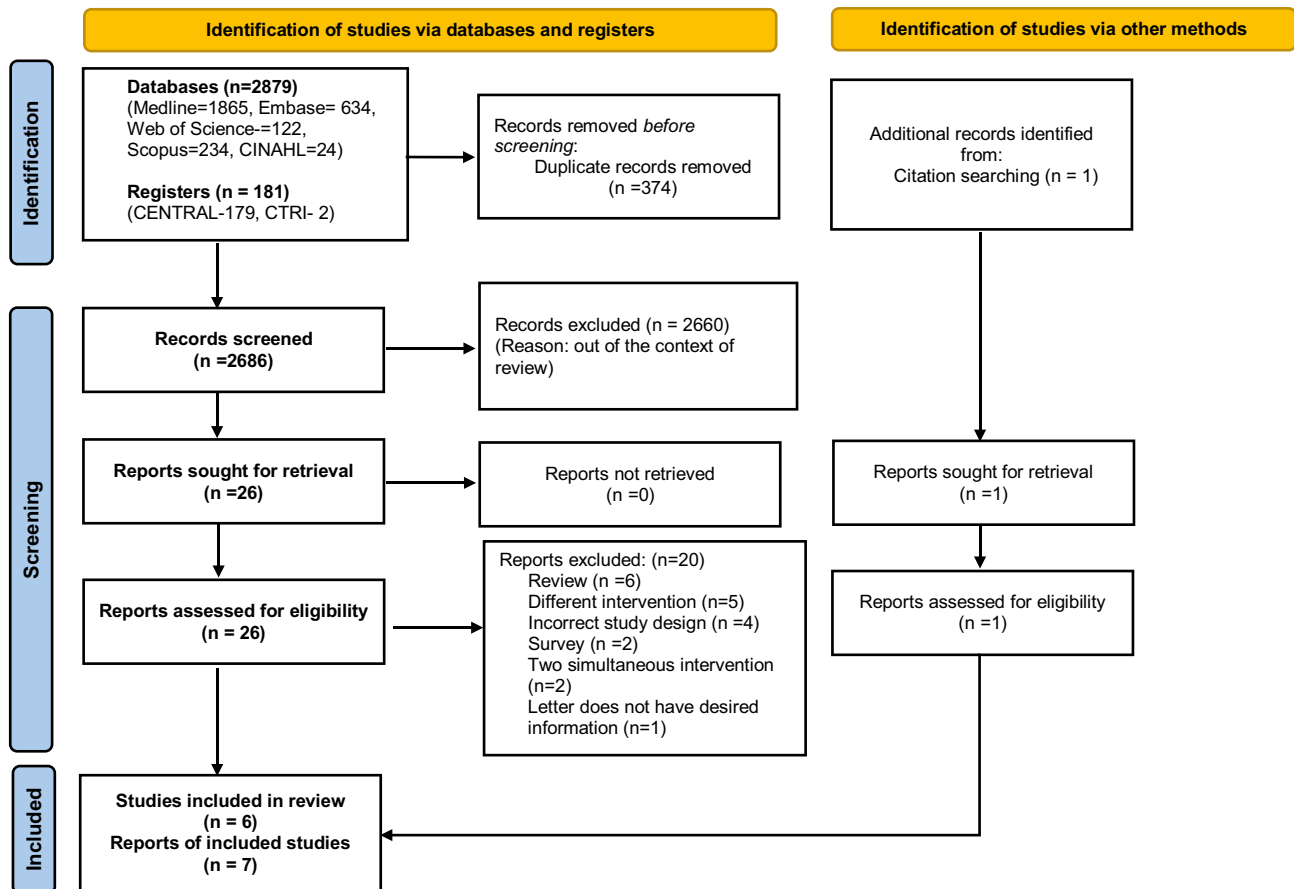 Identification of studies via databases and registers
Identification of studies via other methods
Identification
Databases (n=2879)
(Medline=1865, Embase= 634,
Web of Science-=122,
Scopus=234, CINAHL=24)
Registers (n = 181)
(CENTRAL-179, CTRI- 2)
Records removed before
screening:
Duplicate records removed
(n =374)
Additional records identified
from:
Citation searching (n = 1)
Screening
Records screened
(n =2686)
Records excluded (n = 2660)
(Reason: out of the context of
review)
Reports sought for retrieval
(n =26)
Reports not retrieved
(n =0)
Reports sought for retrieval
(n =1)
Reports assessed for eligibility
(n = 26)
Reports excluded: (n=20)
Review (n =6)
Different intervention (n=5)
Incorrect study design (n =4)
Survey (n =2)
Two simultaneous intervention
(n=2)
Letter does not have desired
information (n=1)
Reports assessed for eligibility
(n =1)
Included
Studies included in review
(n = 6)
Reports of included studies
(n = 7)